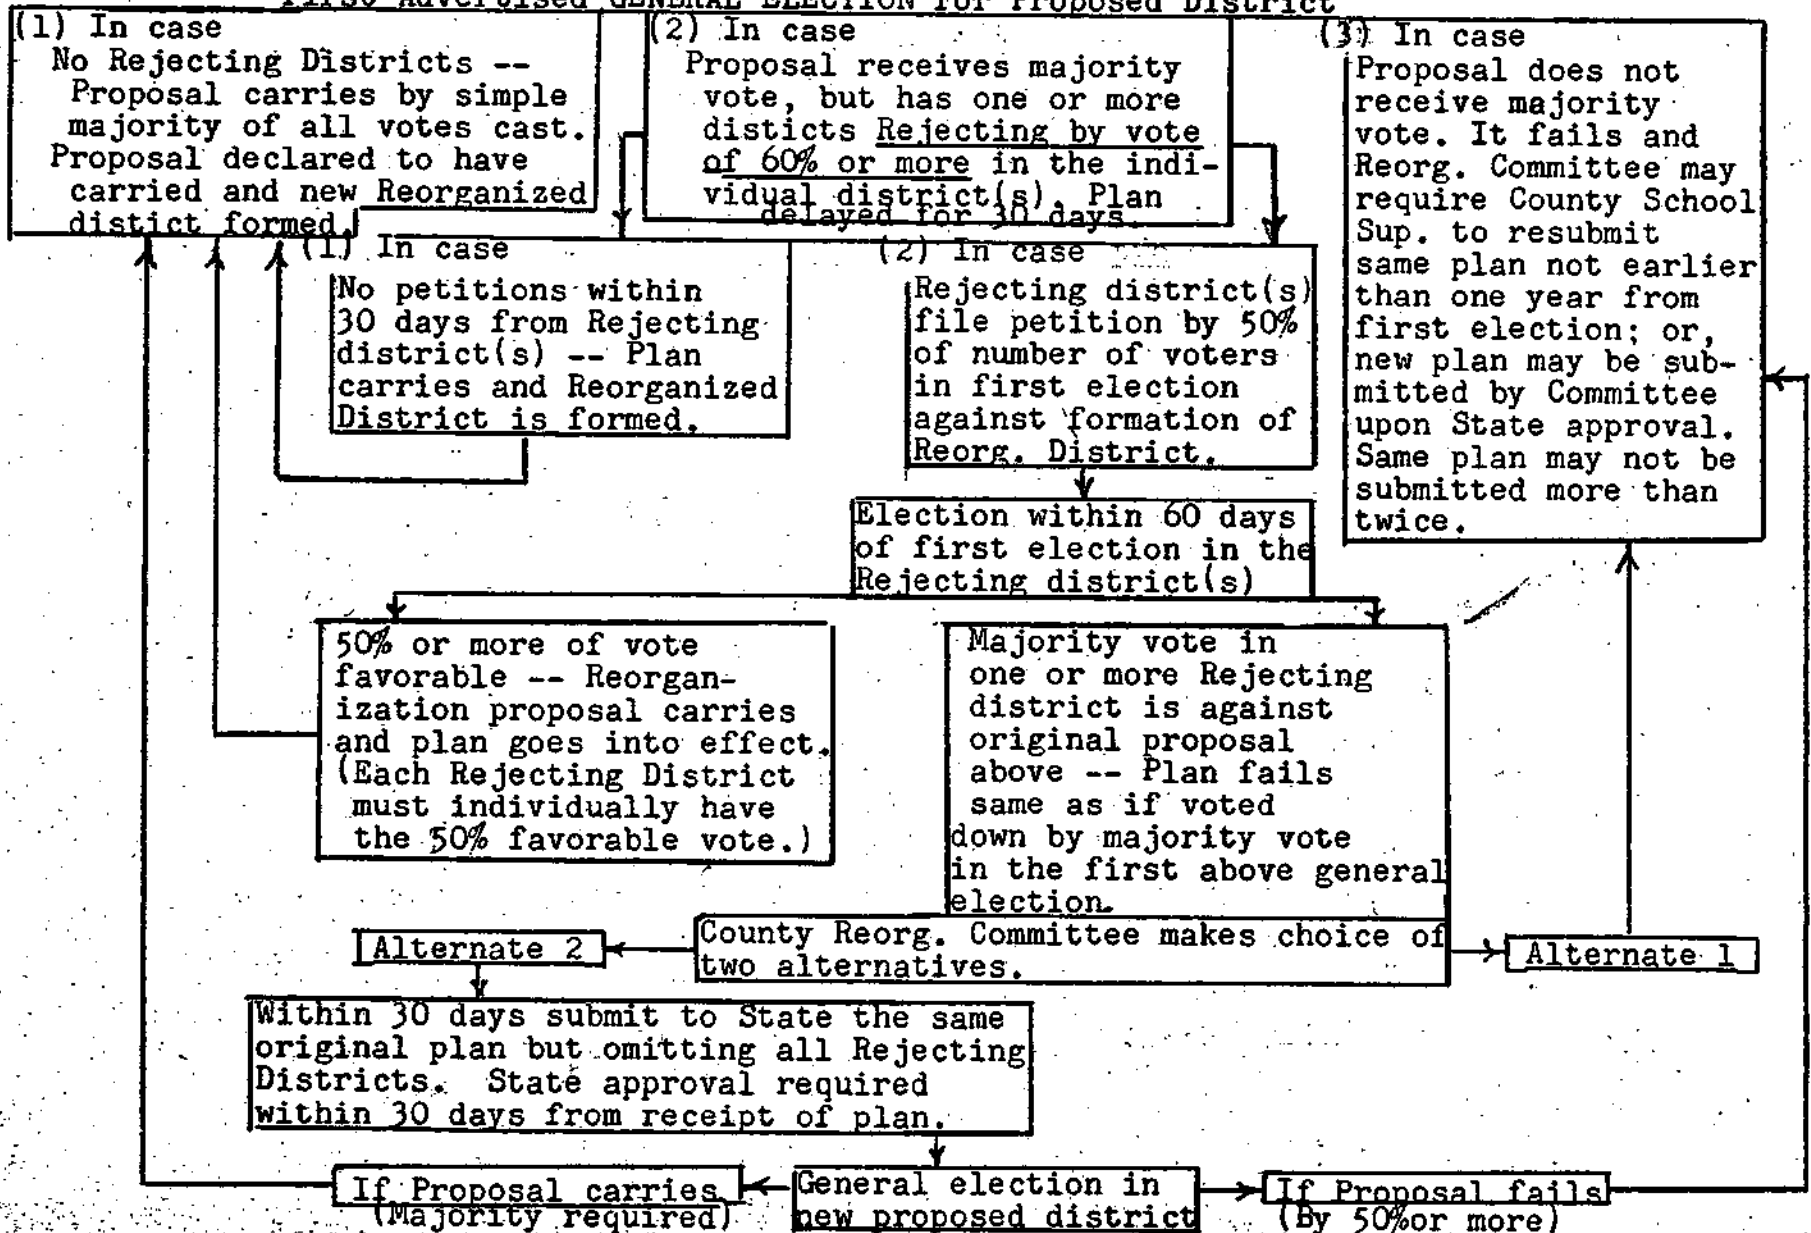 First Advertised GENERAL ELECTION for Proposed District
(1) In case
No Rejecting Districts --
Proposal carries by simple
majority of all votes cast.
Proposal declared to have
carried and new Reorganized
distict formed.
(2) In case
Proposal receives majority
vote, but has one or more
disticts Rejecting by vote
of 60% or more in the indi-
vidual district(s). Plan
delayed for 30 days.
(3) In case
Proposal does not
receive majority
vote. It fails and
Reorg. Committee may
require County School
Sup. to resubmit
same plan not earlier
than one year from
first election; or,
new plan may be sub-
mitted by Committee
upon State approval.
Same plan may not be
submitted more than
twice.
(1) In case
No petitions within
30 days from Rejecting
district(s) -- Plan
carries and Reorganized
District is formed.
(2) In case
Rejecting district(s)
file petition by 50%
of number of voters
in first election
against formation of
Reorg. District.
Election within 60 days
of first election in the
Rejecting district(s)
50% or more of vote
favorable -- Reorgan-
ization proposal carries
and plan goes into effect.
(Each Rejecting District
must individually have
the 50% favorable vote.)
Majority vote in
one or more Rejecting
district is against
original proposal
above -- Plan fails
same as if voted
down by majority vote
in the first above general
election.
County Reorg. Committee makes choice of
two alternatives.
Alternate 2
Alternate 1
Within 30 days submit to State the same
original plan but omitting all Rejecting
Districts. State approval required
within 30 days from receipt of plan.
If Proposal carries
(Majority required)
General election in
new proposed district
If Proposal fails
(By 50%or more)